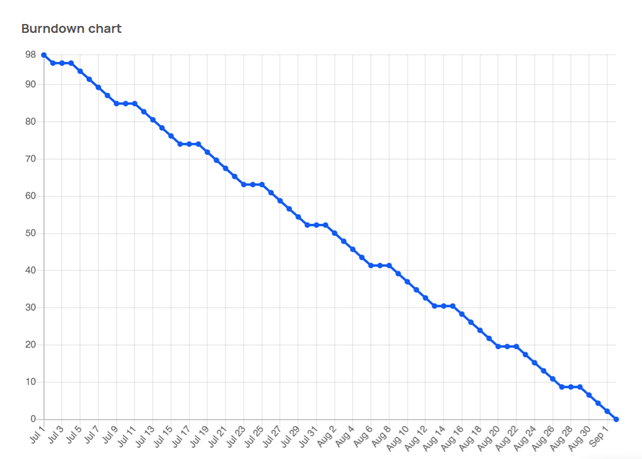 Burndown chart
98
90
80
70
60
50
40
30
20
10
0
Jul 1
Jul 3
Jul 5
Jul 7
Jul 9
Jul 11
Jul 13
Jul 15
Jul 17
Jul 19
Jul 21
Jul 23
Jul 25
Jul 27
Jul 29
Jul 31
Aug 2
Aug 4
Aug 6
Aug 8
Aug 10
Aug 12
Aug 14
Aug 16
Aug 18
Aug 20
Aug 22
Aug 24
Aug 26
Aug 28
Aug 30
Sep 1